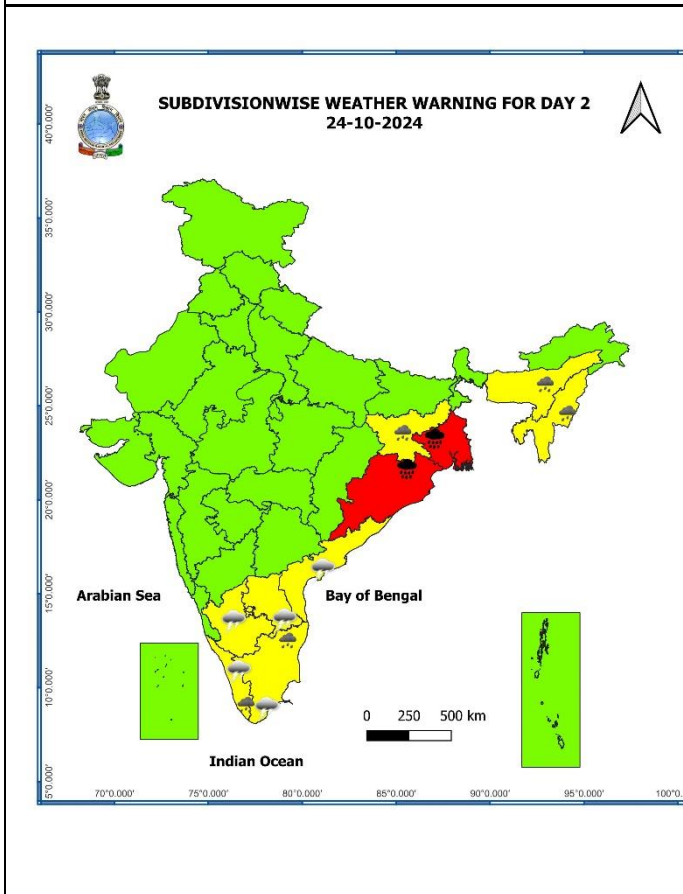 SUBDIVISIONWISE WEATHER WARNING FOR DAY 2
24-10-2024
40°0.000'
35°0.000'
30°0.000'
25°0.000'
20°0.000'
15°0.000'
10°0.000'
5°0.000'
Arabian Sea
Bay of Bengal
0 250 500 km
Indian Ocean
70°0.000' 75°0.000' 80°0.000' 85°0.000' 90°0.000' 95°0.000' 100°0.